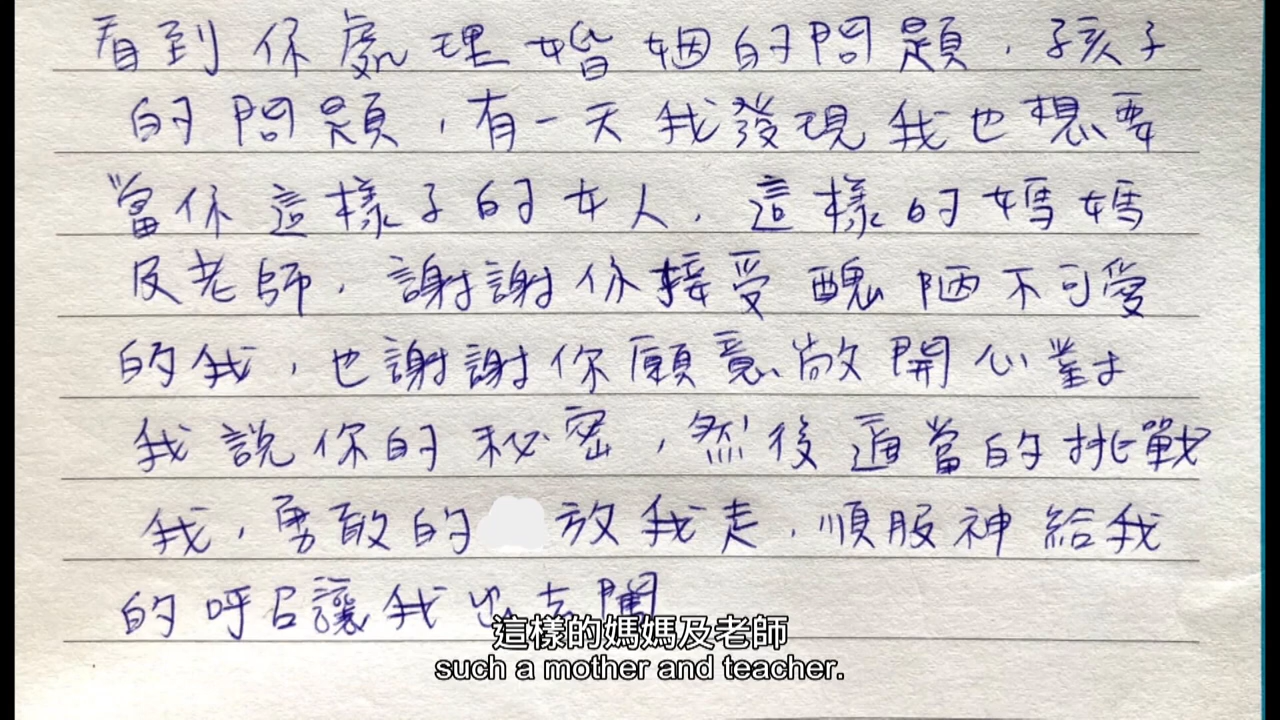 看到你處理婚姻的問題，孩子
的問題，有一天我發現我也想要
當你這樣子的女人，這樣的媽媽
及老師，謝謝你接受醜陋不可愛
的我，也謝謝你願意敞開心對
我說你的秘密，然後適當的挑戰
我，勇敢的 放我走，順服神給我
的呼召讓我出去闖
這樣的媽媽及老師
such a mother and teacher.